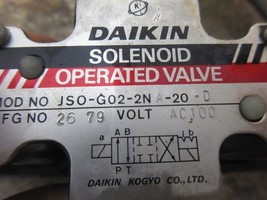 DAIKIN
SOLENOID
OPERATED VALVE
MOD NO JSO-G02-2NA-20-D
MFG NO 26 79 VOLT AC100
a A B b
P T
DAIKIN KOGYO CO., LTD.